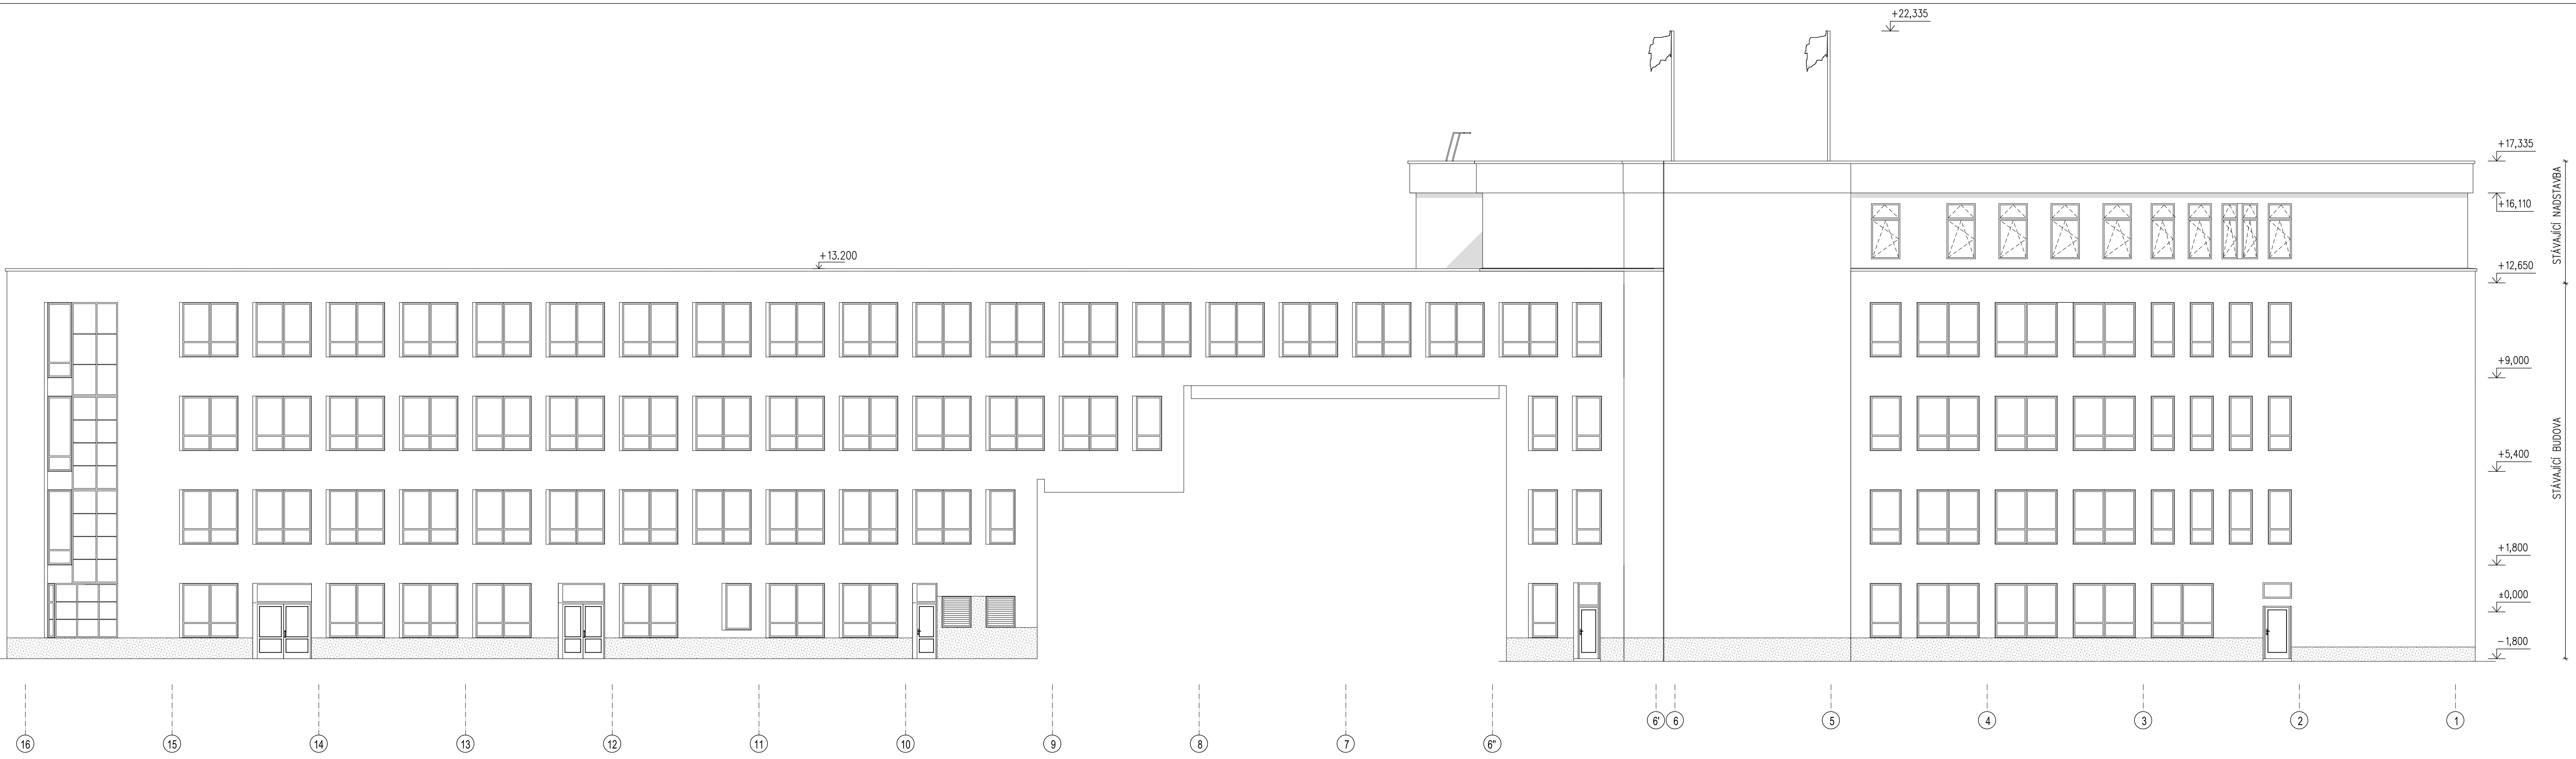 +22,335
+17,335
+16,110
+13.200
+12,650
+9,000
+5,400
+1,800
±0,000
-1,800
STÁVAJÍCÍ NADSTAVBA
STÁVAJÍCÍ BUDOVA
6' 6 5 4 3 2 1
16 15 14 13 12 11 10 9 8 7 6"